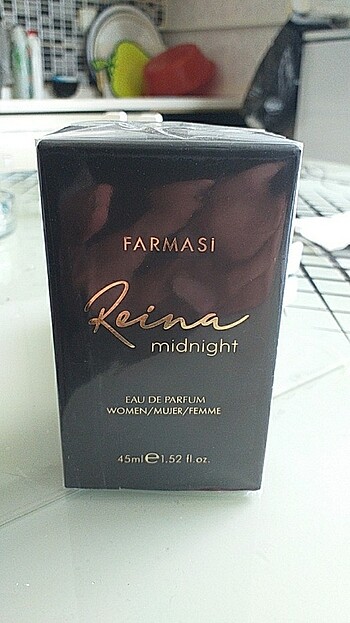 FARMASİ
Reina
midnight
EAU DE PARFUM
WOMEN/MUJER/FEMME
45ml℮1,52 fl.oz.